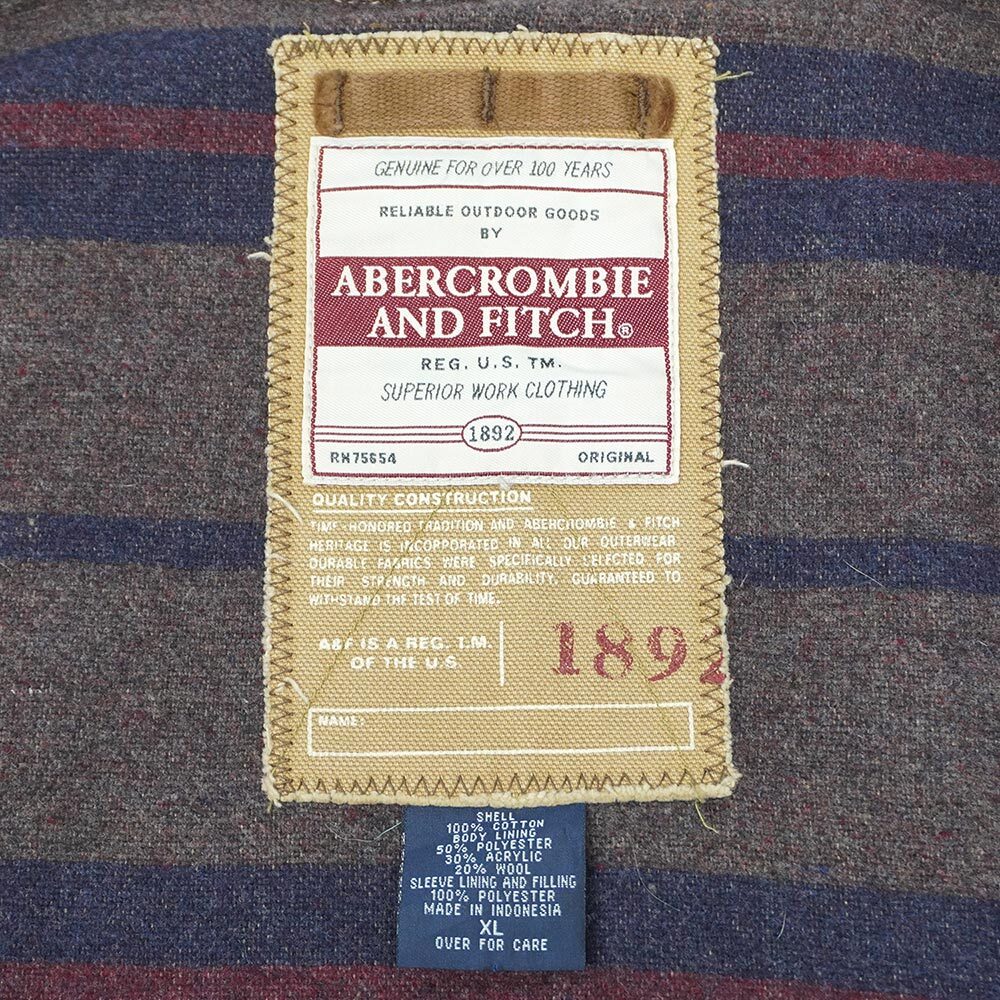 GENUINE FOR OVER 100 YEARS
RELIABLE OUTDOOR GOODS
BY
ABERCROMBIE
AND FITCH®
REG. U.S. TM.
SUPERIOR WORK CLOTHING
1892
RN75654 ORIGINAL
QUALITY CONSTRUCTION
TIME-HONORED TRADITION AND ABERCROMBIE & FITCH
HERITAGE IS INCORPORATED IN ALL OUR OUTERWEAR.
DURABLE FABRICS WERE SPECIFICALLY SELECTED FOR
THEIR STRENGTH AND DURABILITY, GUARANTEED TO
WITHSTAND THE TEST OF TIME.
A&F IS A REG. T.M.
OF THE U.S.
1892
NAME:
SHELL
100% COTTON
BODY LINING
50% POLYESTER
30% ACRYLIC
20% WOOL
SLEEVE LINING AND FILLING
100% POLYESTER
MADE IN INDONESIA
XL
OVER FOR CARE